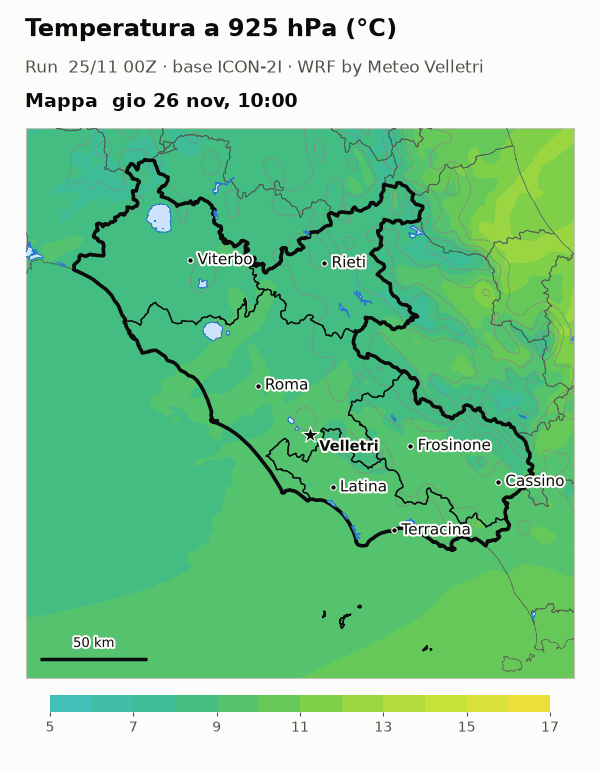 Temperatura a 925 hPa (°C)
Run  25/11 00Z · base ICON-2I · WRF by Meteo Velletri
Mappa  gio 26 nov, 10:00
Viterbo
Rieti
Roma
Velletri
Frosinone
Cassino
Latina
Terracina
50 km
5 7 9 11 13 15 17